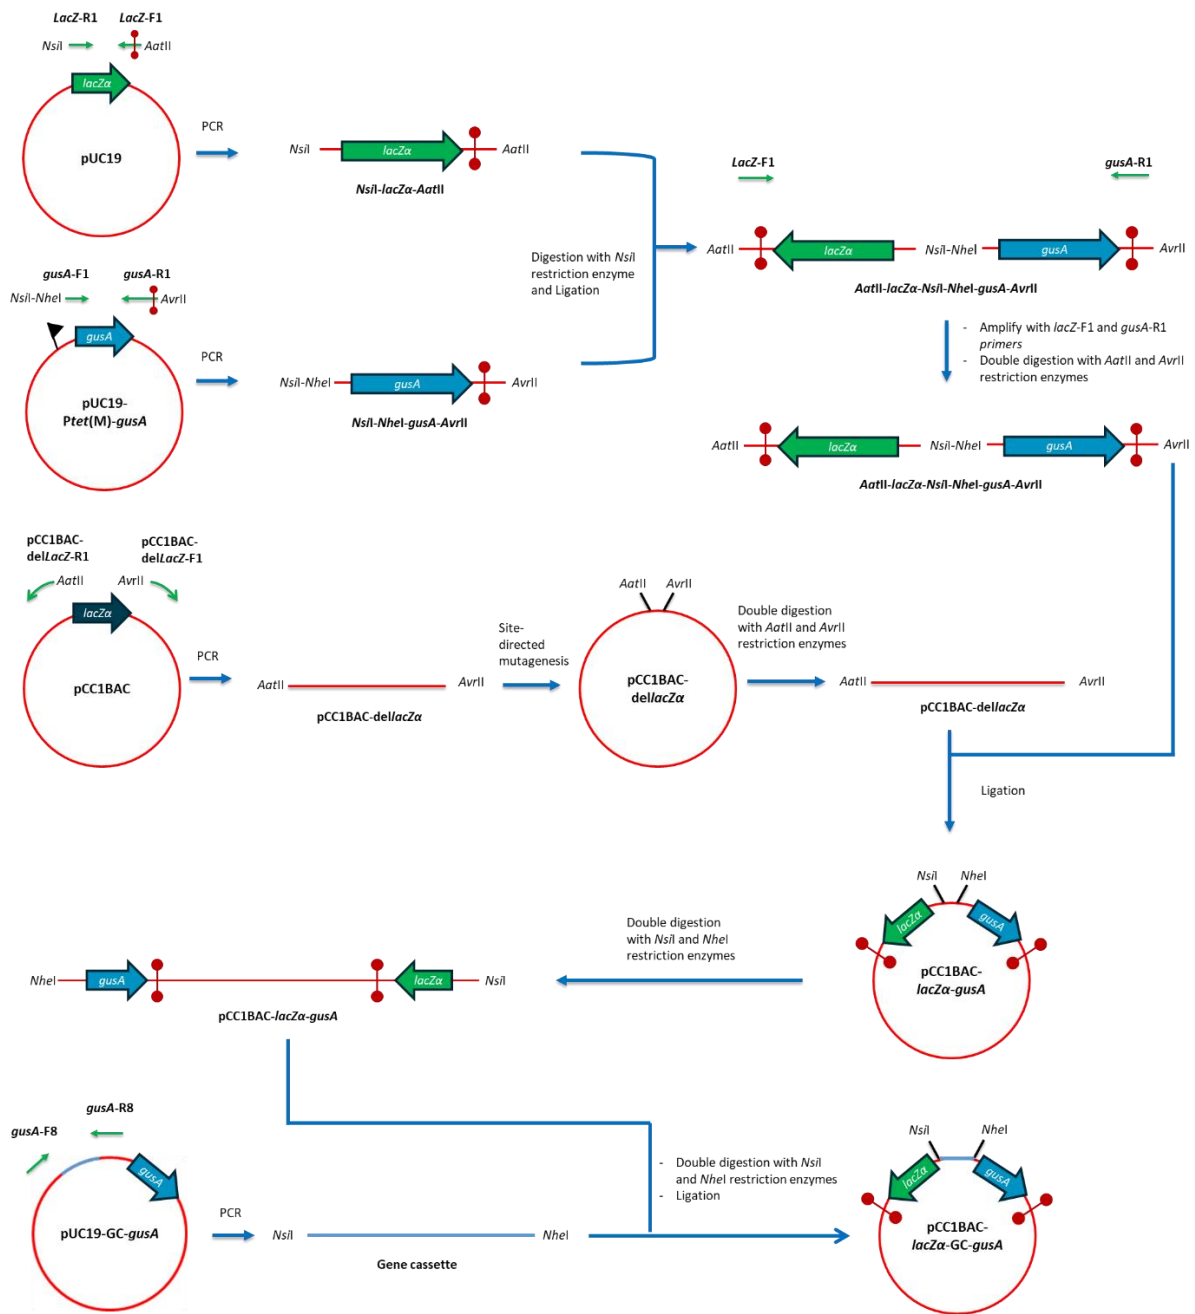 LacZ-R1 LacZ-F1
NsiI AatII
lacZα
pUC19
PCR
NsiI lacZα AatII
NsiI-lacZα-AatII
gusA-F1 gusA-R1
NsiI-NheI AvrII
gusA
pUC19-
Ptet(M)-gusA
PCR
NsiI-NheI gusA AvrII
NsiI-NheI-gusA-AvrII
Digestion with NsiI
restriction enzyme
and Ligation
LacZ-F1 gusA-R1
AatII lacZα NsiI-NheI gusA AvrII
AatII-lacZα-NsiI-NheI-gusA-AvrII
- Amplify with lacZ-F1 and gusA-R1
primers
- Double digestion with AatII and AvrII
restriction enzymes
AatII lacZα NsiI-NheI gusA AvrII
AatII-lacZα-NsiI-NheI-gusA-AvrII
pCC1BAC-
delLacZ-R1
pCC1BAC-
delLacZ-F1
AatII AvrII
lacZα
pCC1BAC
PCR
AatII AvrII
pCC1BAC-dellacZα
Site-
directed
mutagenesis
AatII AvrII
pCC1BAC-
dellacZα
Double digestion
with AatII and AvrII
restriction enzymes
AatII AvrII
pCC1BAC-dellacZα
Ligation
NsiI NheI
lacZα gusA
pCC1BAC-
lacZα-gusA
Double digestion
with NsiI and NheI
restriction enzymes
NheI gusA lacZα NsiI
pCC1BAC-lacZα-gusA
gusA-R8
gusA-F8
gusA
pUC19-GC-gusA
PCR
NsiI NheI
Gene cassette
- Double digestion with NsiI
and NheI restriction enzymes
- Ligation
NsiI NheI
lacZα gusA
pCC1BAC-
lacZα-GC-gusA